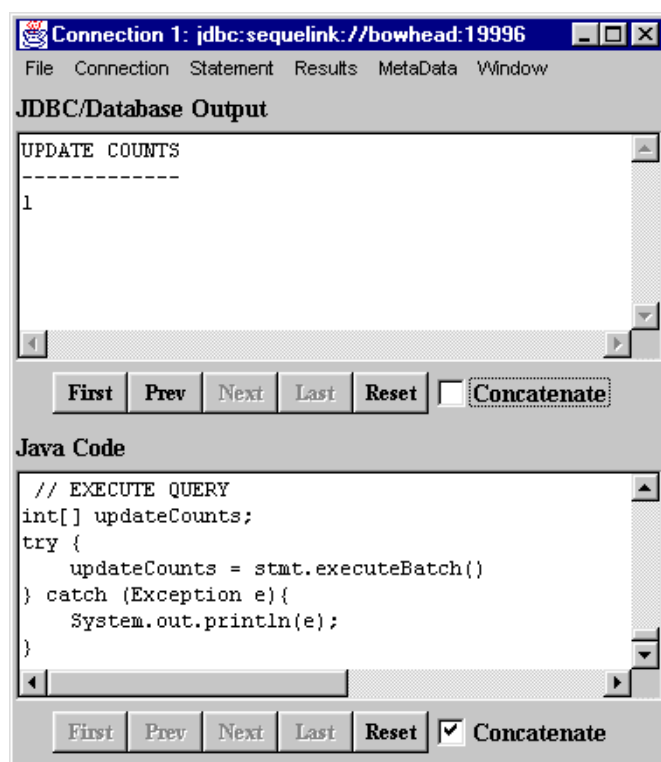 Connection 1: jdbc:sequelink://bowhead:19996
File Connection Statement Results MetaData Window
JDBC/Database Output
UPDATE COUNTS
-------------
1
First Prev Next Last Reset Concatenate
Java Code
// EXECUTE QUERY
int[] updateCounts;
try {
    updateCounts = stmt.executeBatch()
} catch (Exception e){
    System.out.println(e);
}
First Prev Next Last Reset Concatenate